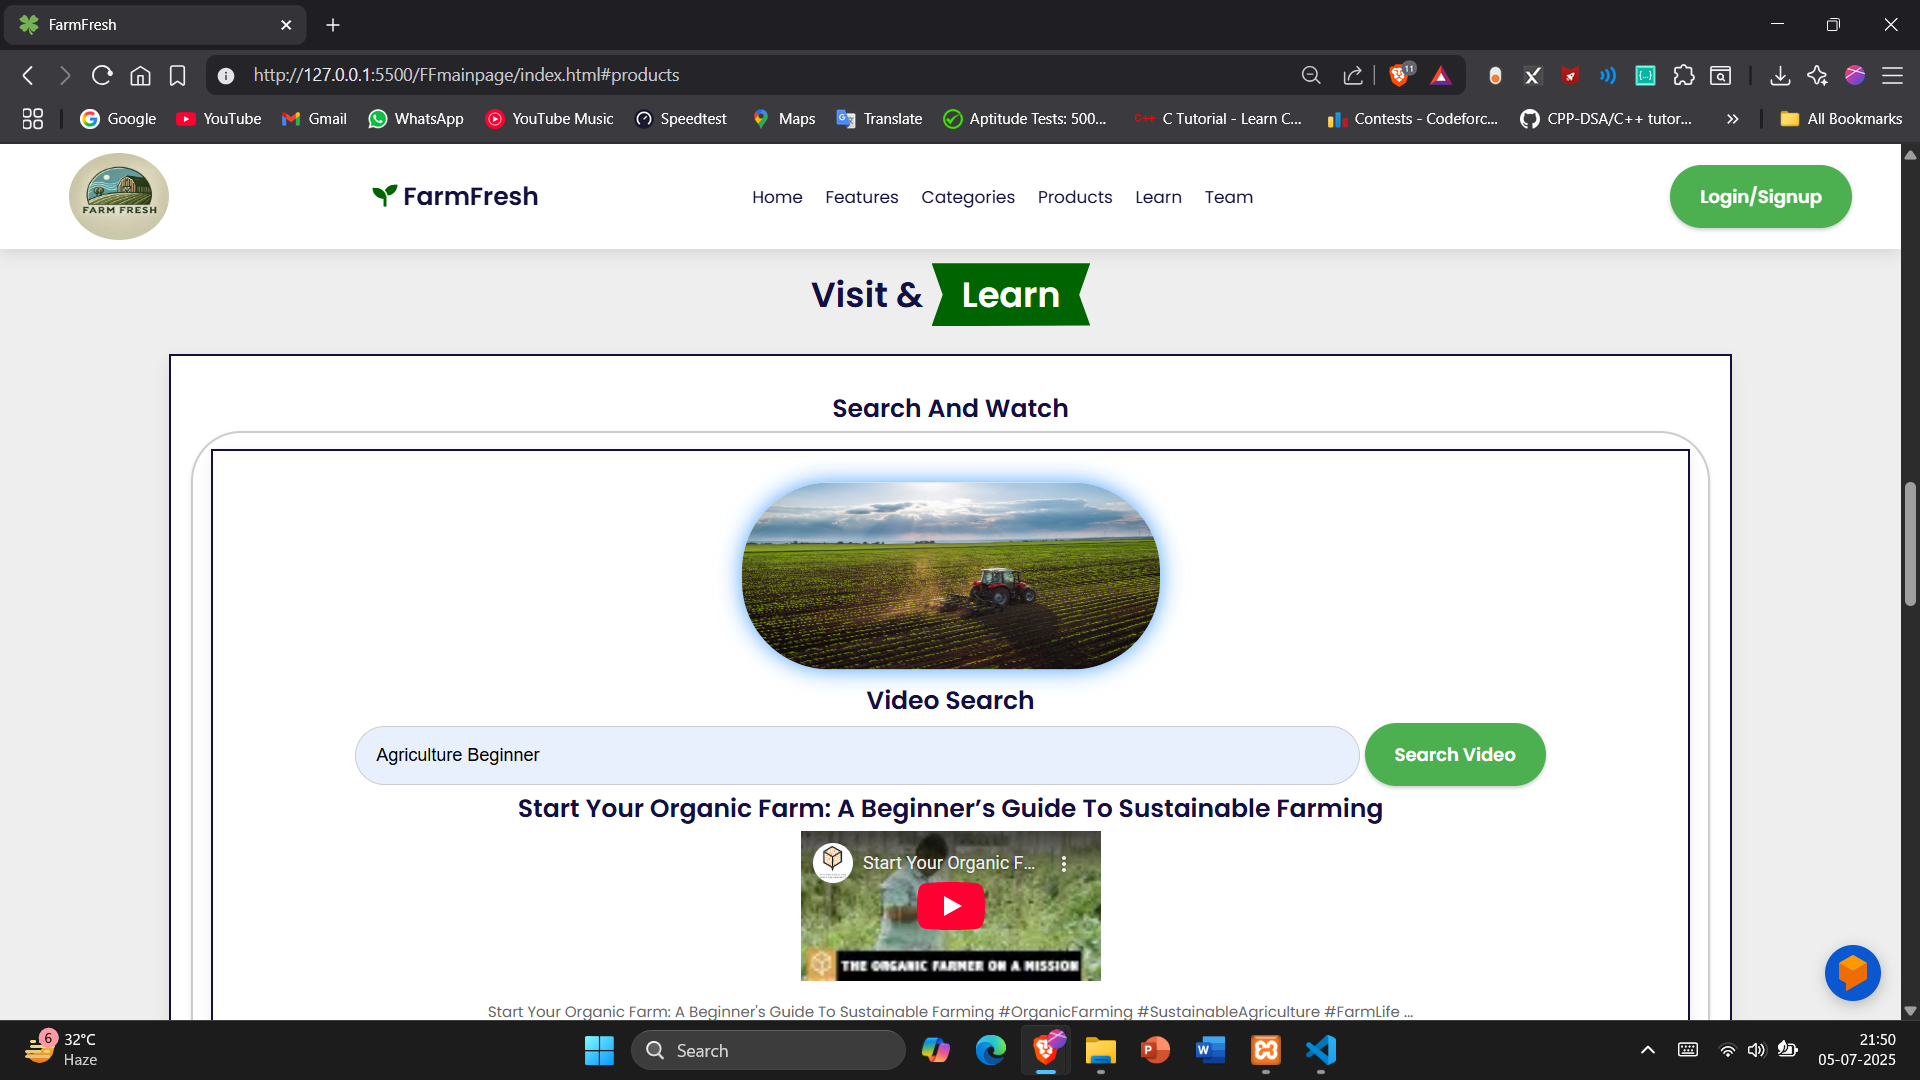 FarmFresh
http://127.0.0.1:5500/FFmainpage/index.html#products
11
Google
YouTube
Gmail
WhatsApp
YouTube Music
Speedtest
Maps
Translate
Aptitude Tests: 500...
C++
C Tutorial - Learn C...
Contests - Codeforc...
CPP-DSA/C++ tutor...
All Bookmarks
FARM FRESH
FarmFresh
Home
Features
Categories
Products
Learn
Team
Login/Signup
Visit & Learn
Search And Watch
Video Search
Agriculture Beginner
Search Video
Start Your Organic Farm: A Beginner’s Guide To Sustainable Farming
Start Your Organic F...
THE ORGANIC FARMER ON A MISSION
Start Your Organic Farm: A Beginner's Guide To Sustainable Farming #OrganicFarming #SustainableAgriculture #FarmLife ...
6
32°C
Haze
Search
21:50
05-07-2025